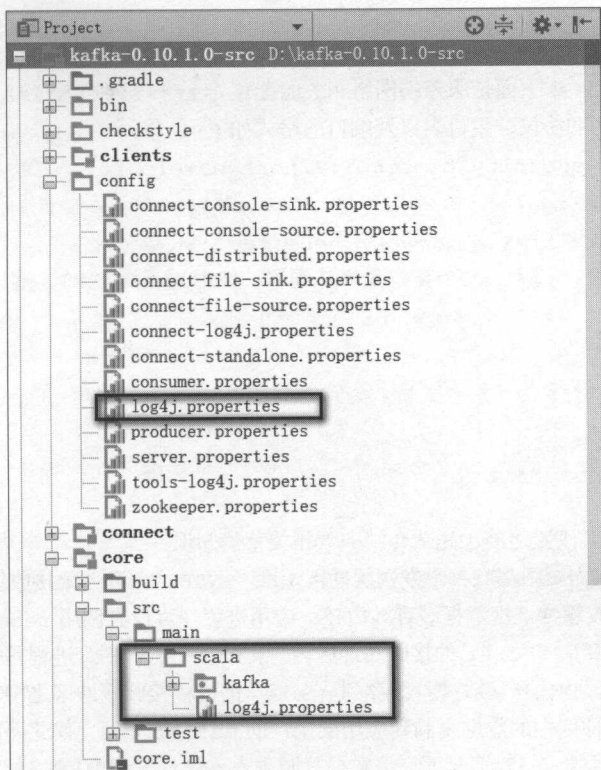 Project
kafka-0.10.1.0-src D:\kafka-0.10.1.0-src
.gradle
bin
checkstyle
clients
config
connect-console-sink.properties
connect-console-source.properties
connect-distributed.properties
connect-file-sink.properties
connect-file-source.properties
connect-log4j.properties
connect-standalone.properties
consumer.properties
log4j.properties
producer.properties
server.properties
tools-log4j.properties
zookeeper.properties
connect
core
build
src
main
scala
kafka
log4j.properties
test
core.iml